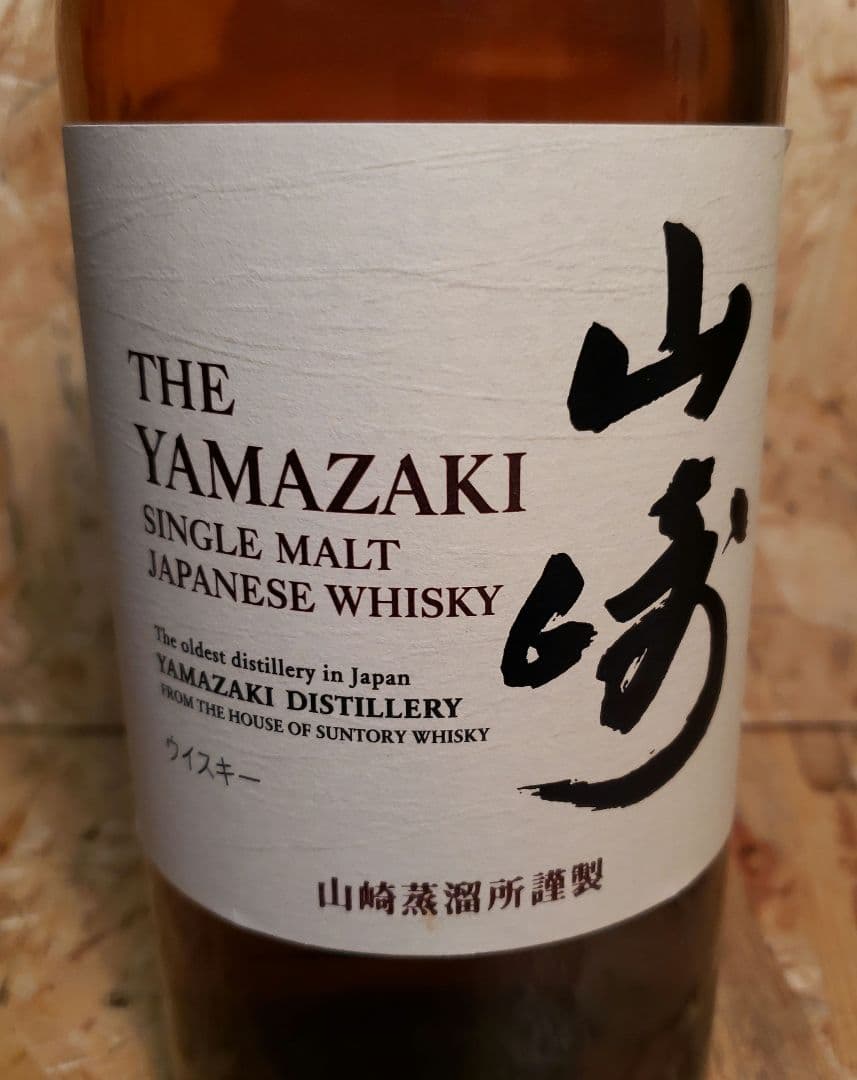 THE
YAMAZAKI
SINGLE MALT
JAPANESE WHISKY
The oldest distillery in Japan
YAMAZAKI DISTILLERY
FROM THE HOUSE OF SUNTORY WHISKY
ウイスキー
山崎
山崎蒸溜所謹製